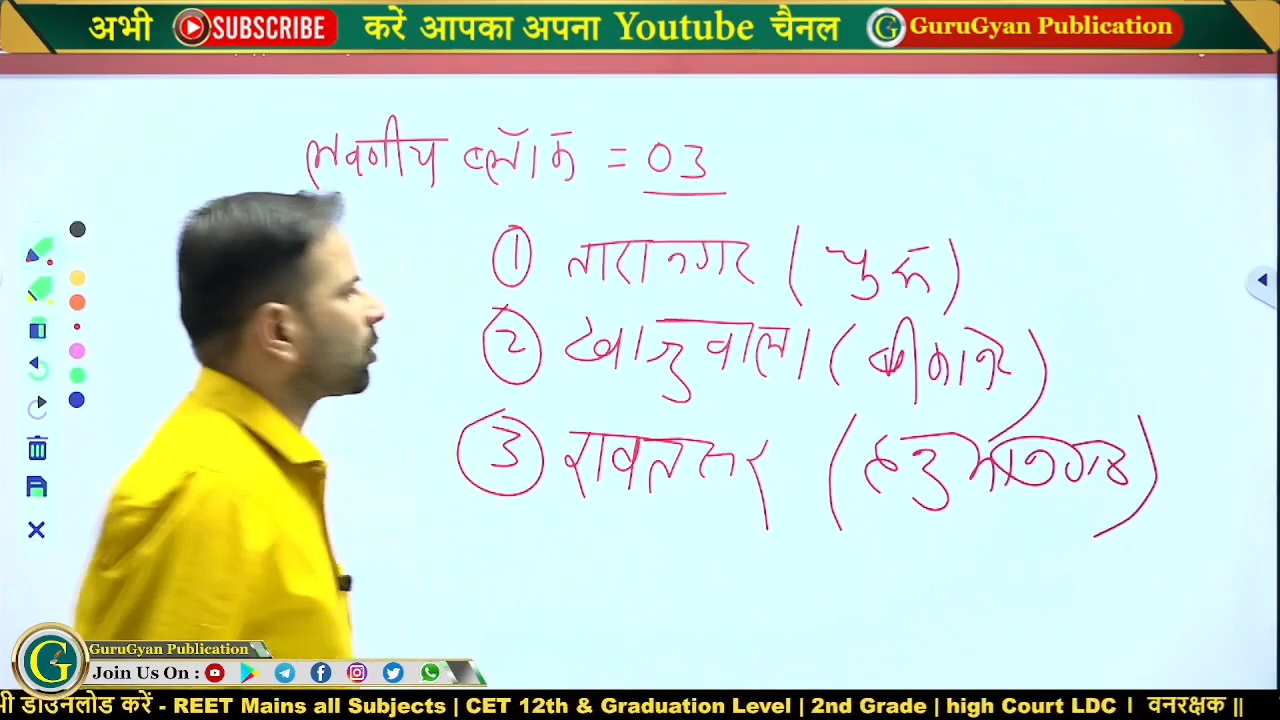 अभी SUBSCRIBE करें आपका अपना Youtube चैनल G GuruGyan Publication
लवणीय ब्लॉक = 03
① तारानगर (चुरू)
② खाजुवाला (बीकानेर)
③ रावतसर (हनुमानगढ़)
G GuruGyan Publication
Join Us On :
भी डाउनलोड करें - REET Mains all Subjects | CET 12th & Graduation Level | 2nd Grade | high Court LDC । वनरक्षक ||